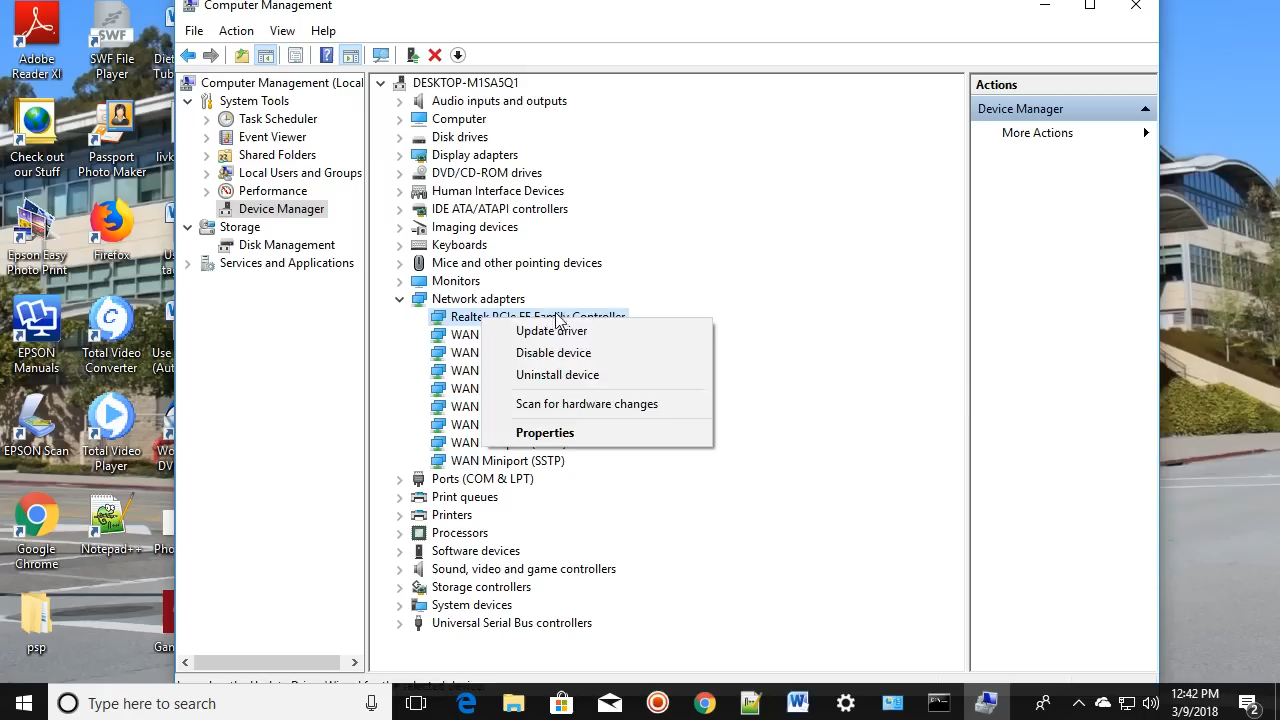 Computer Management
File Action View Help
Adobe
Reader XI
SWF File
Player
Diet
Tub
Check out
our Stuff
Passport
Photo Maker
livk
Epson Easy
Photo Print
Firefox
EPSON
Manuals
Total Video
Converter
Use
(Aut
EPSON Scan
Total Video
Player
Wo
DV
Google
Chrome
Notepad++
Pho
psp
Gan
Computer Management (Local
System Tools
Task Scheduler
Event Viewer
Shared Folders
Local Users and Groups
Performance
Device Manager
Storage
Disk Management
Services and Applications
DESKTOP-M1SA5Q1
Audio inputs and outputs
Computer
Disk drives
Display adapters
DVD/CD-ROM drives
Human Interface Devices
IDE ATA/ATAPI controllers
Imaging devices
Keyboards
Mice and other pointing devices
Monitors
Network adapters
Realtek PCIe FE Family Controller
WAN
WAN
WAN
WAN
WAN
WAN
WAN
WAN Miniport (SSTP)
Ports (COM & LPT)
Print queues
Printers
Processors
Software devices
Sound, video and game controllers
Storage controllers
System devices
Universal Serial Bus controllers
Update driver
Disable device
Uninstall device
Scan for hardware changes
Properties
Actions
Device Manager
More Actions
Type here to search
12:42 PM
3/9/2018
2